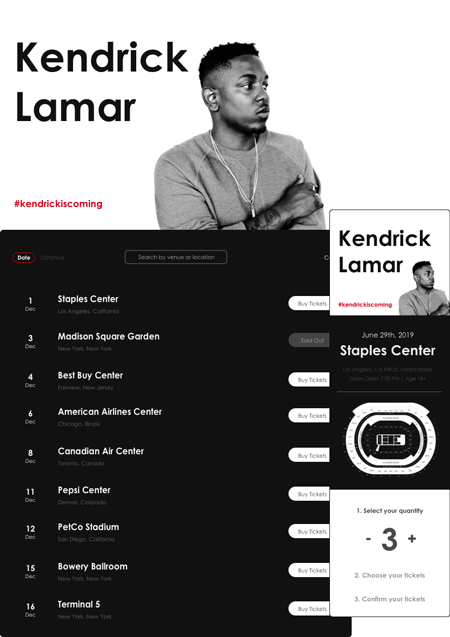 Kendrick
Lamar
#kendrickiscoming
Date
Distance
Search by venue or location
1
Dec
Staples Center
Los Angeles, California
Buy Tickets
3
Dec
Madison Square Garden
New York, New York
Sold Out
4
Dec
Best Buy Center
Fairview, New Jersey
Buy Tickets
6
Dec
American Airlines Center
Chicago, Illinois
Buy Tickets
8
Dec
Canadian Air Center
Toronto, Canada
Buy Tickets
11
Dec
Pepsi Center
Denver, Colorado
Buy Tickets
12
Dec
PetCo Stadium
San Diego, California
Buy Tickets
15
Dec
Bowery Ballroom
New York, New York
Buy Tickets
16
Dec
Terminal 5
New York, New York
Buy Tickets
Kendrick
Lamar
#kendrickiscoming
June 29th, 2019
Staples Center
Doors Open 7:00 Pm | Age 18+
1. Select your quantity
- 3 +
2. Choose your tickets
3. Confirm your tickets